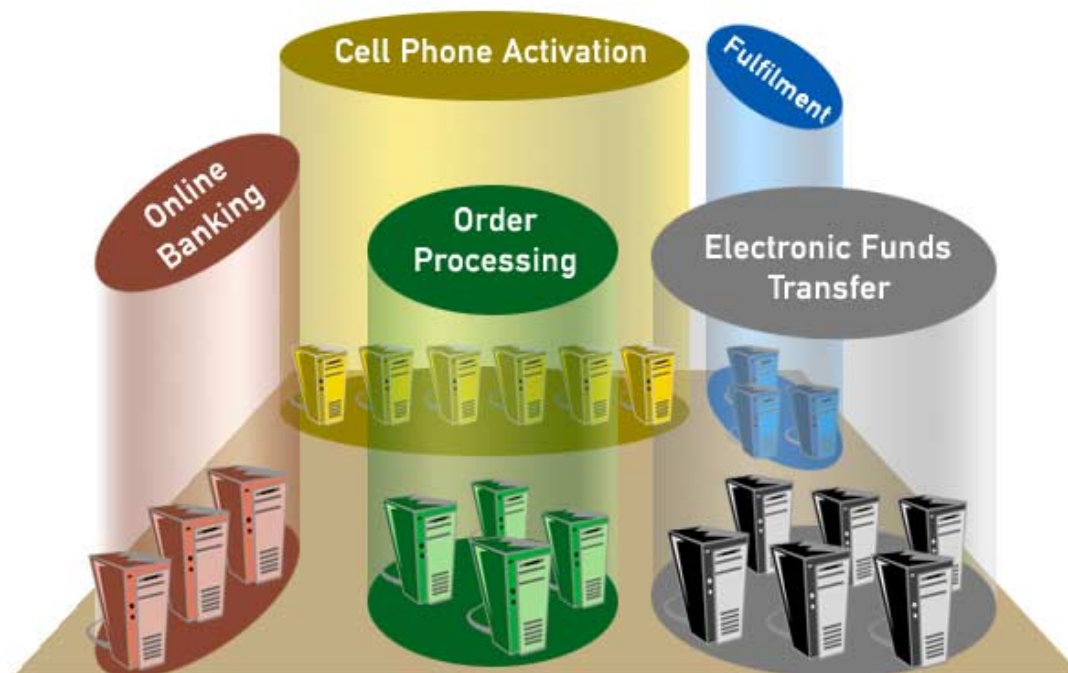 Cell Phone Activation
Fulfilment
Online
Banking
Order
Processing
Electronic Funds
Transfer